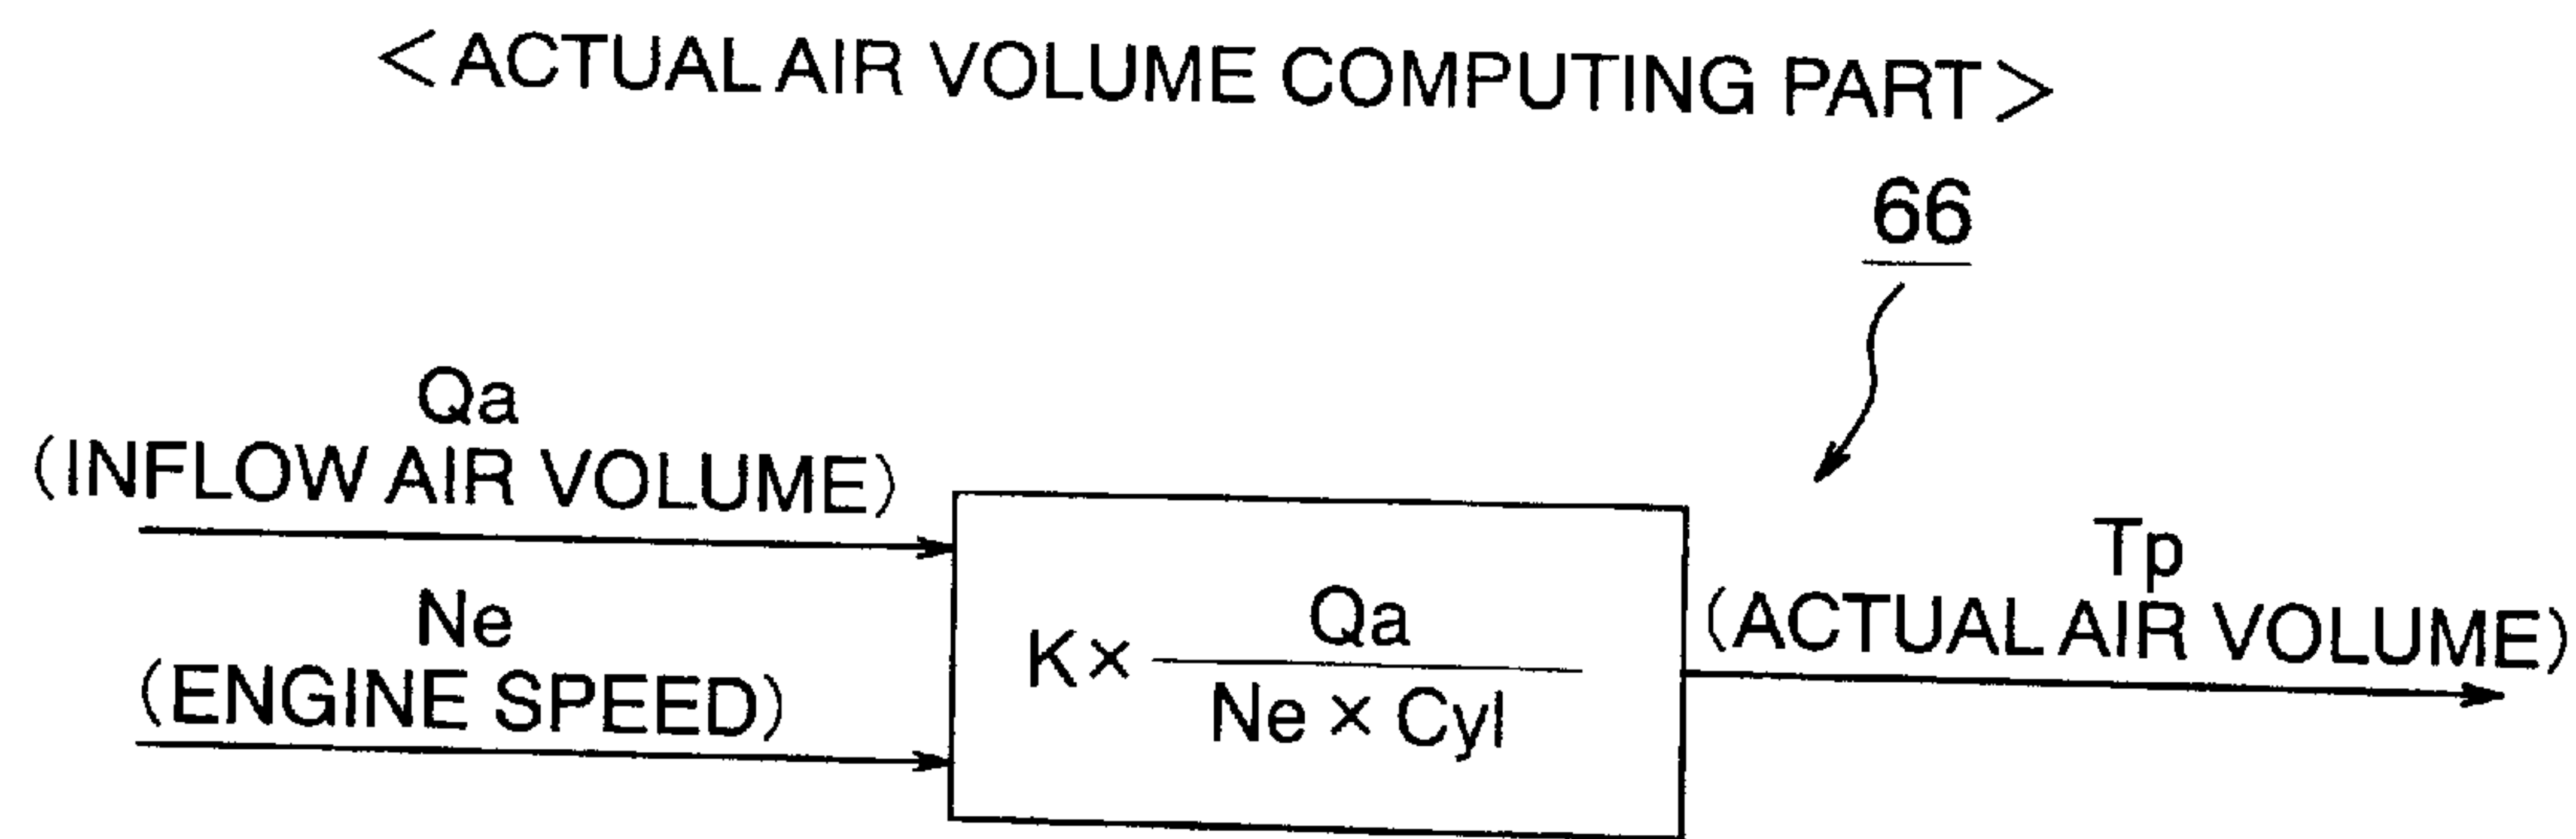 <ACTUAL AIR VOLUME COMPUTING PART>
66
Qa
(INFLOW AIR VOLUME)
Ne
(ENGINE SPEED)
K× Qa
Ne × Cyl
Tp
(ACTUAL AIR VOLUME)